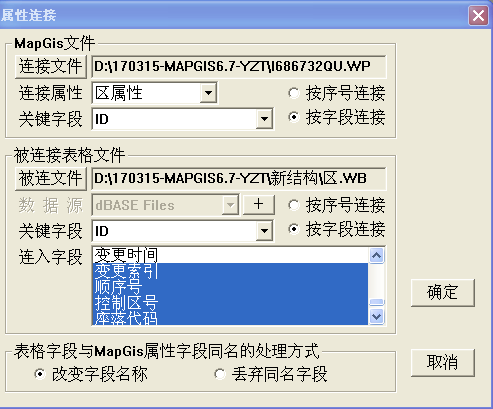 属性连接
MapGis文件
连接文件 D:\170315-MAPGIS6.7-YZT\I686732QU.WP
连接属性 区属性 按序号连接
关键字段 ID 按字段连接
被连接表格文件
被连文件 D:\170315-MAPGIS6.7-YZT\新结构\区.WB
数据源 dBASE Files + 按序号连接
关键字段 ID 按字段连接
连入字段 变更时间
变更索引
顺序号
控制区号
座落代码
确定
表格字段与MapGis属性字段同名的处理方式
改变字段名称 丢弃同名字段
取消